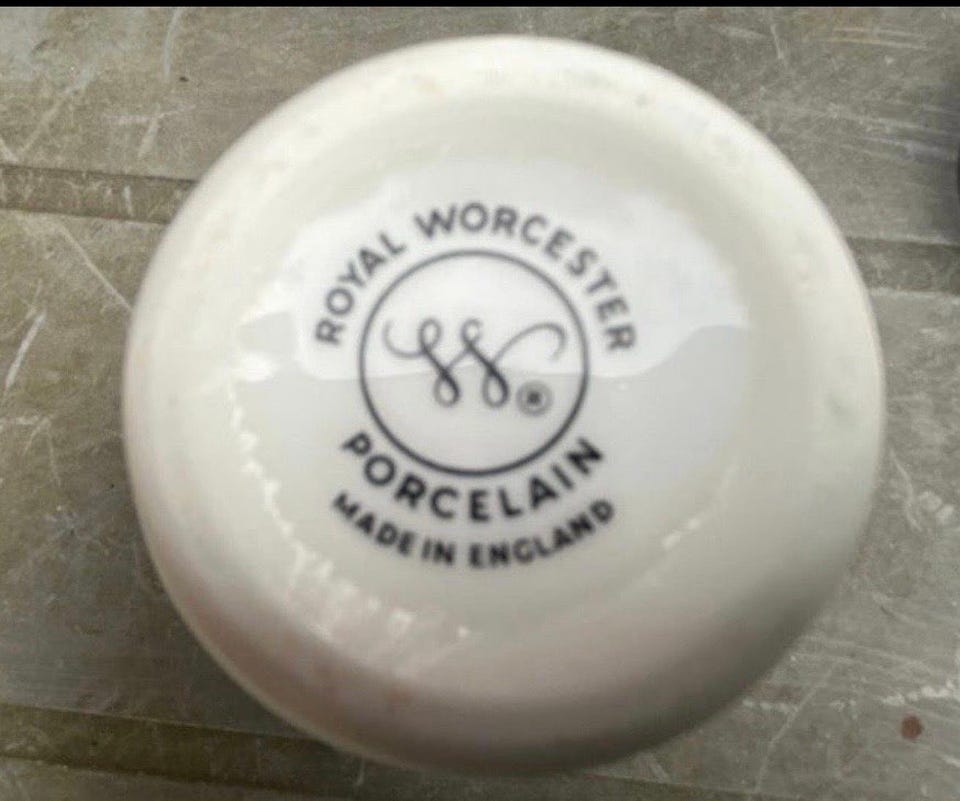 ROYAL WORCESTER
W®
PORCELAIN
MADE IN ENGLAND